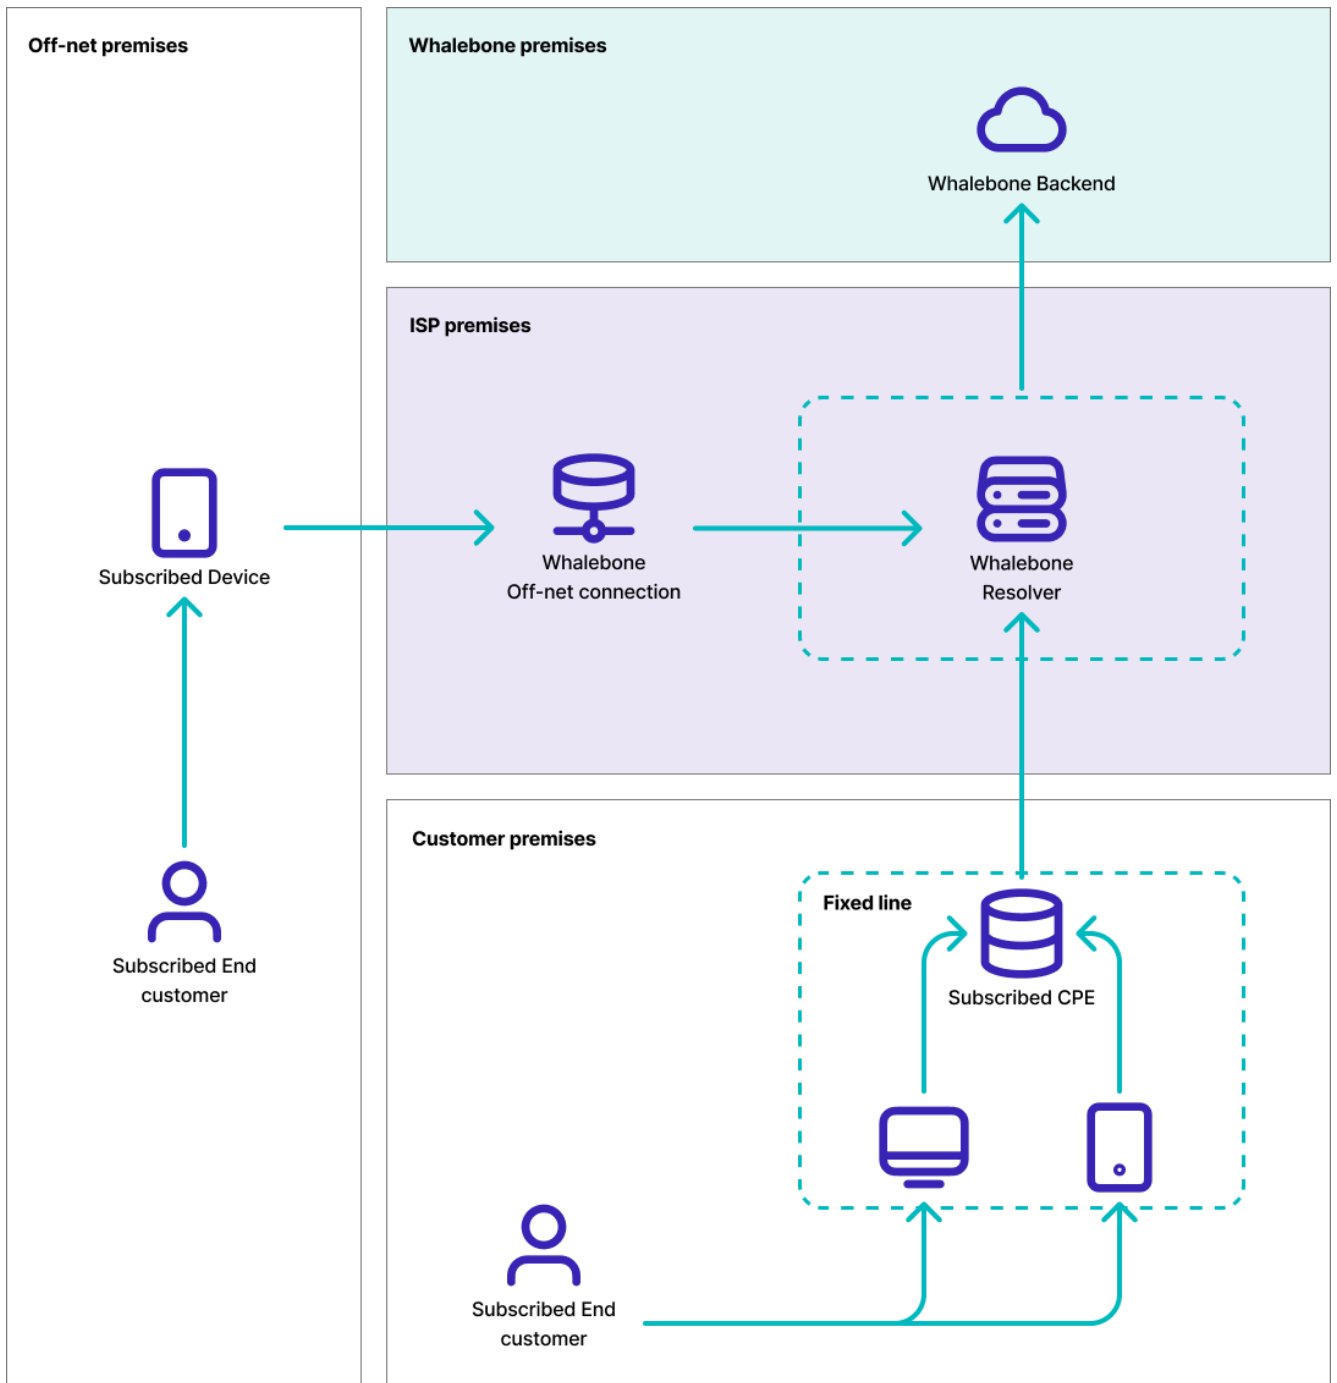 Off-net premises
Whalebone premises
Whalebone Backend
ISP premises
Subscribed Device
Whalebone
Off-net connection
Whalebone
Resolver
Subscribed End
customer
Customer premises
Fixed line
Subscribed CPE
Subscribed End
customer